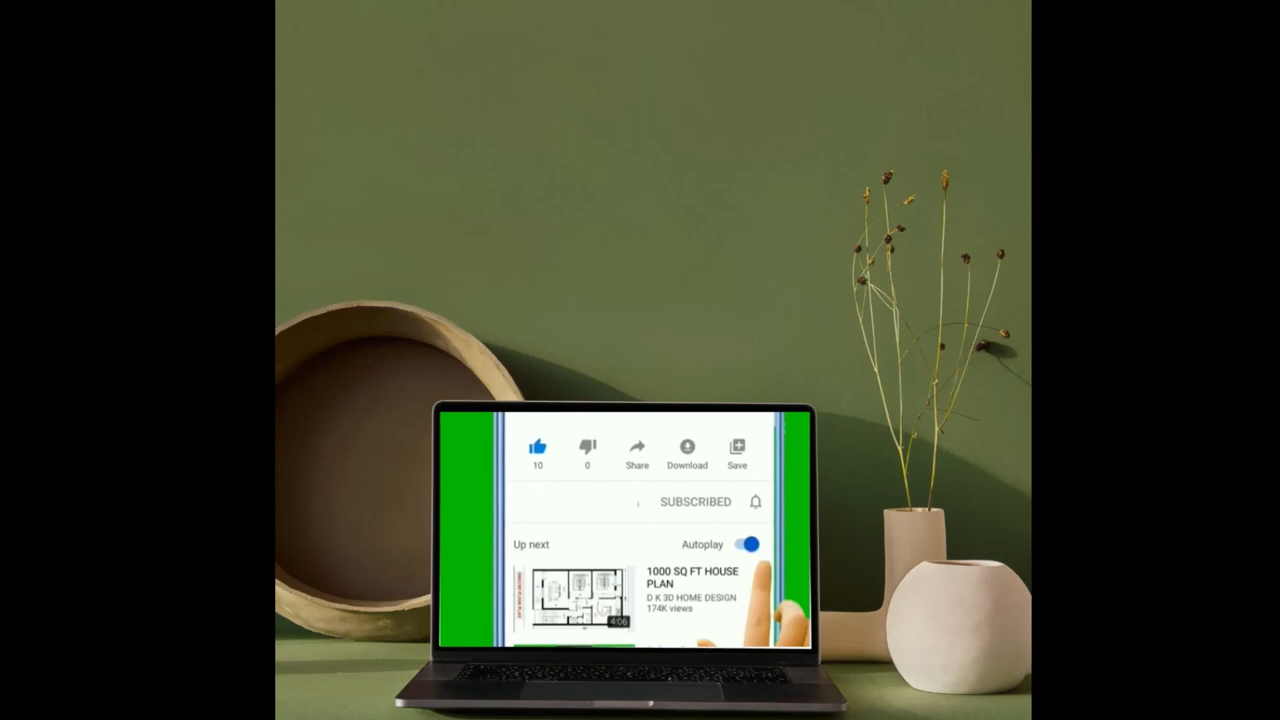 10 0 Share Download Save
SUBSCRIBED
Up next Autoplay
1000 SQ FT HOUSE
PLAN
D K 3D HOME DESIGN
174K views
4:06